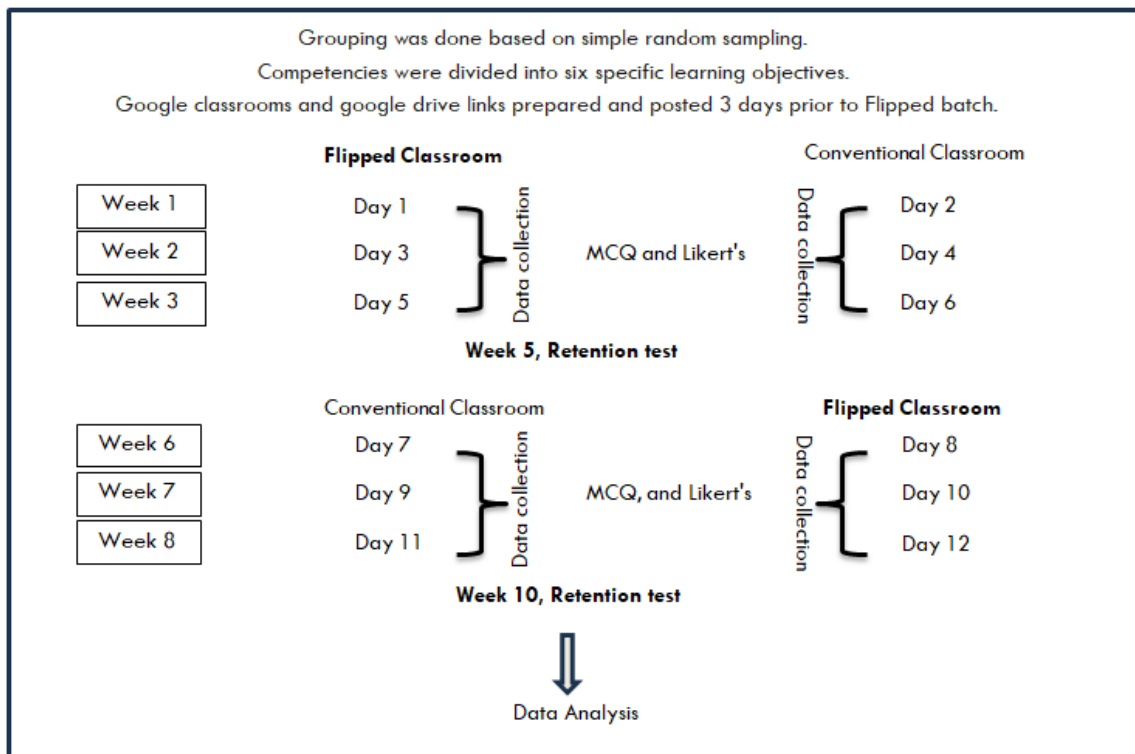 Grouping was done based on simple random sampling.
Competencies were divided into six specific learning objectives.
Google classrooms and google drive links prepared and posted 3 days prior to Flipped batch.
Flipped Classroom
Conventional Classroom
Week 1
Day 1
Day 2
Week 2
Day 3
Data collection
MCQ and Likert's
Data collection
Day 4
Week 3
Day 5
Day 6
Week 5, Retention test
Conventional Classroom
Flipped Classroom
Week 6
Day 7
Day 8
Week 7
Day 9
Data collection
MCQ, and Likert's
Data collection
Day 10
Week 8
Day 11
Day 12
Week 10, Retention test
Data Analysis